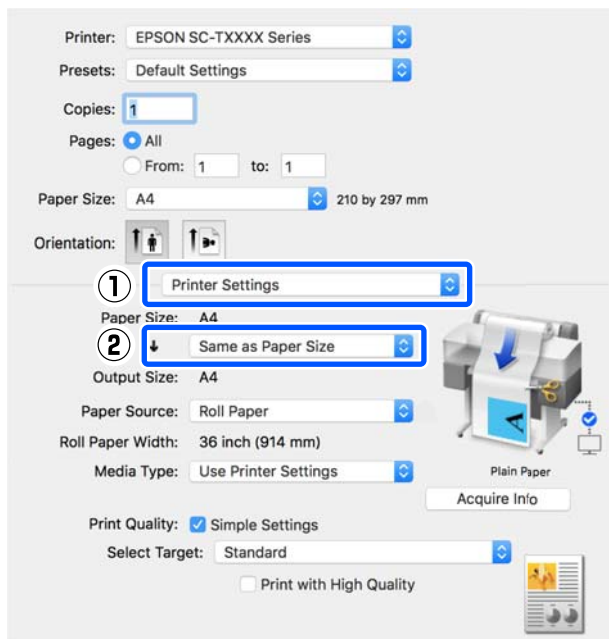 Printer: EPSON SC-TXXXX Series
Presets: Default Settings
Copies: 1
Pages: All
From: 1 to: 1
Paper Size: A4 210 by 297 mm
Orientation:
① Printer Settings
Paper Size: A4
② Same as Paper Size
Output Size: A4
Paper Source: Roll Paper
Roll Paper Width: 36 inch (914 mm)
Media Type: Use Printer Settings
Plain Paper
Acquire Info
Print Quality: Simple Settings
Select Target: Standard
Print with High Quality
A